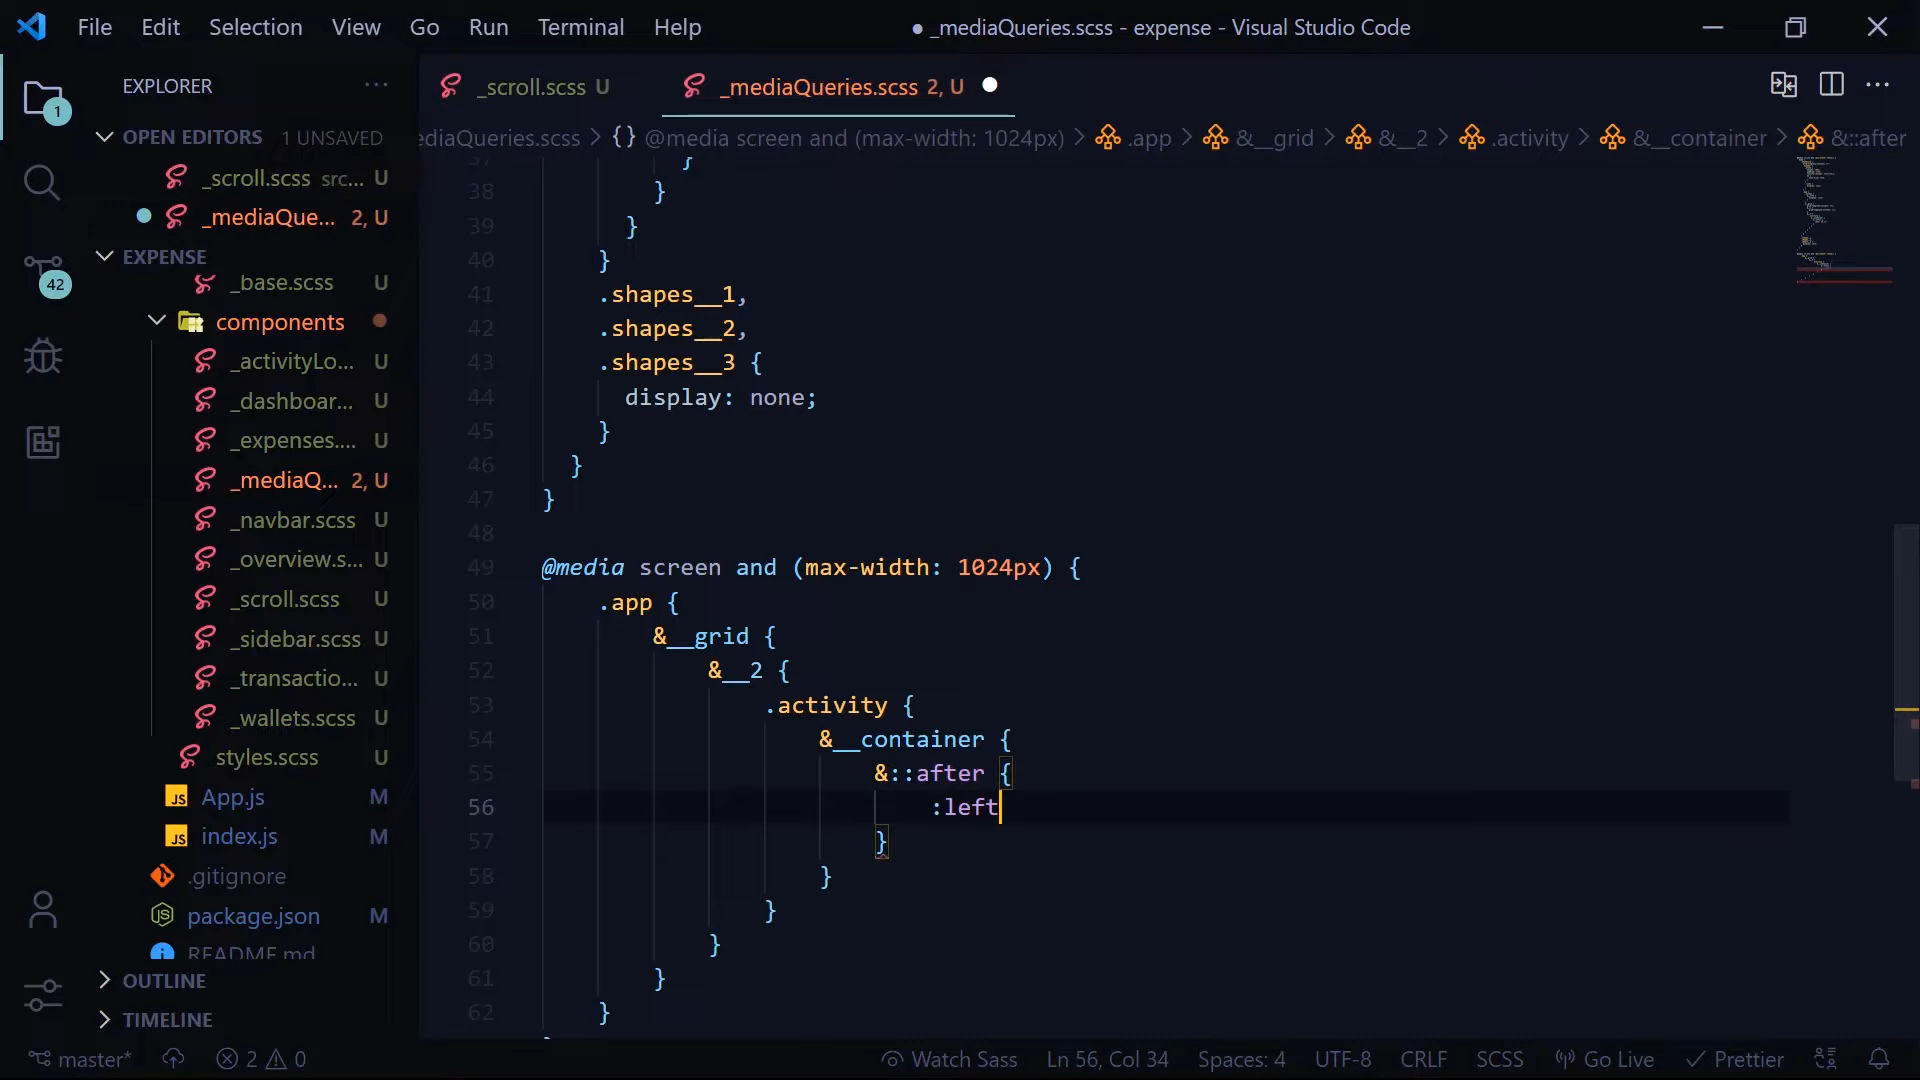 File Edit Selection View Go Run Terminal Help
● _mediaQueries.scss - expense - Visual Studio Code
EXPLORER ···
_scroll.scss U
_mediaQueries.scss 2, U
OPEN EDITORS 1 UNSAVED
ediaQueries.scss > {} @media screen and (max-width: 1024px) > .app > &__grid > &__2 > .activity > &__container > &::after
_scroll.scss src... U
_mediaQue... 2, U
EXPENSE
_base.scss U
components
_activityLo... U
_dashboar... U
_expenses.... U
_mediaQ... 2, U
_navbar.scss U
_overview.s... U
_scroll.scss U
_sidebar.scss U
_transactio... U
_wallets.scss U
styles.scss U
App.js M
index.js M
.gitignore
package.json M
README.md
OUTLINE
TIMELINE
1
42
37 }
38 }
39 }
40 }
41 .shapes__1,
42 .shapes__2,
43 .shapes__3 {
44 display: none;
45 }
46 }
47 }
48
49 @media screen and (max-width: 1024px) {
50 .app {
51 &__grid {
52 &__2 {
53 .activity {
54 &__container {
55 &::after {
56 :left
57 }
58 }
59 }
60 }
61 }
62 }
master* 2 0 Watch Sass Ln 56, Col 34 Spaces: 4 UTF-8 CRLF SCSS Go Live Prettier